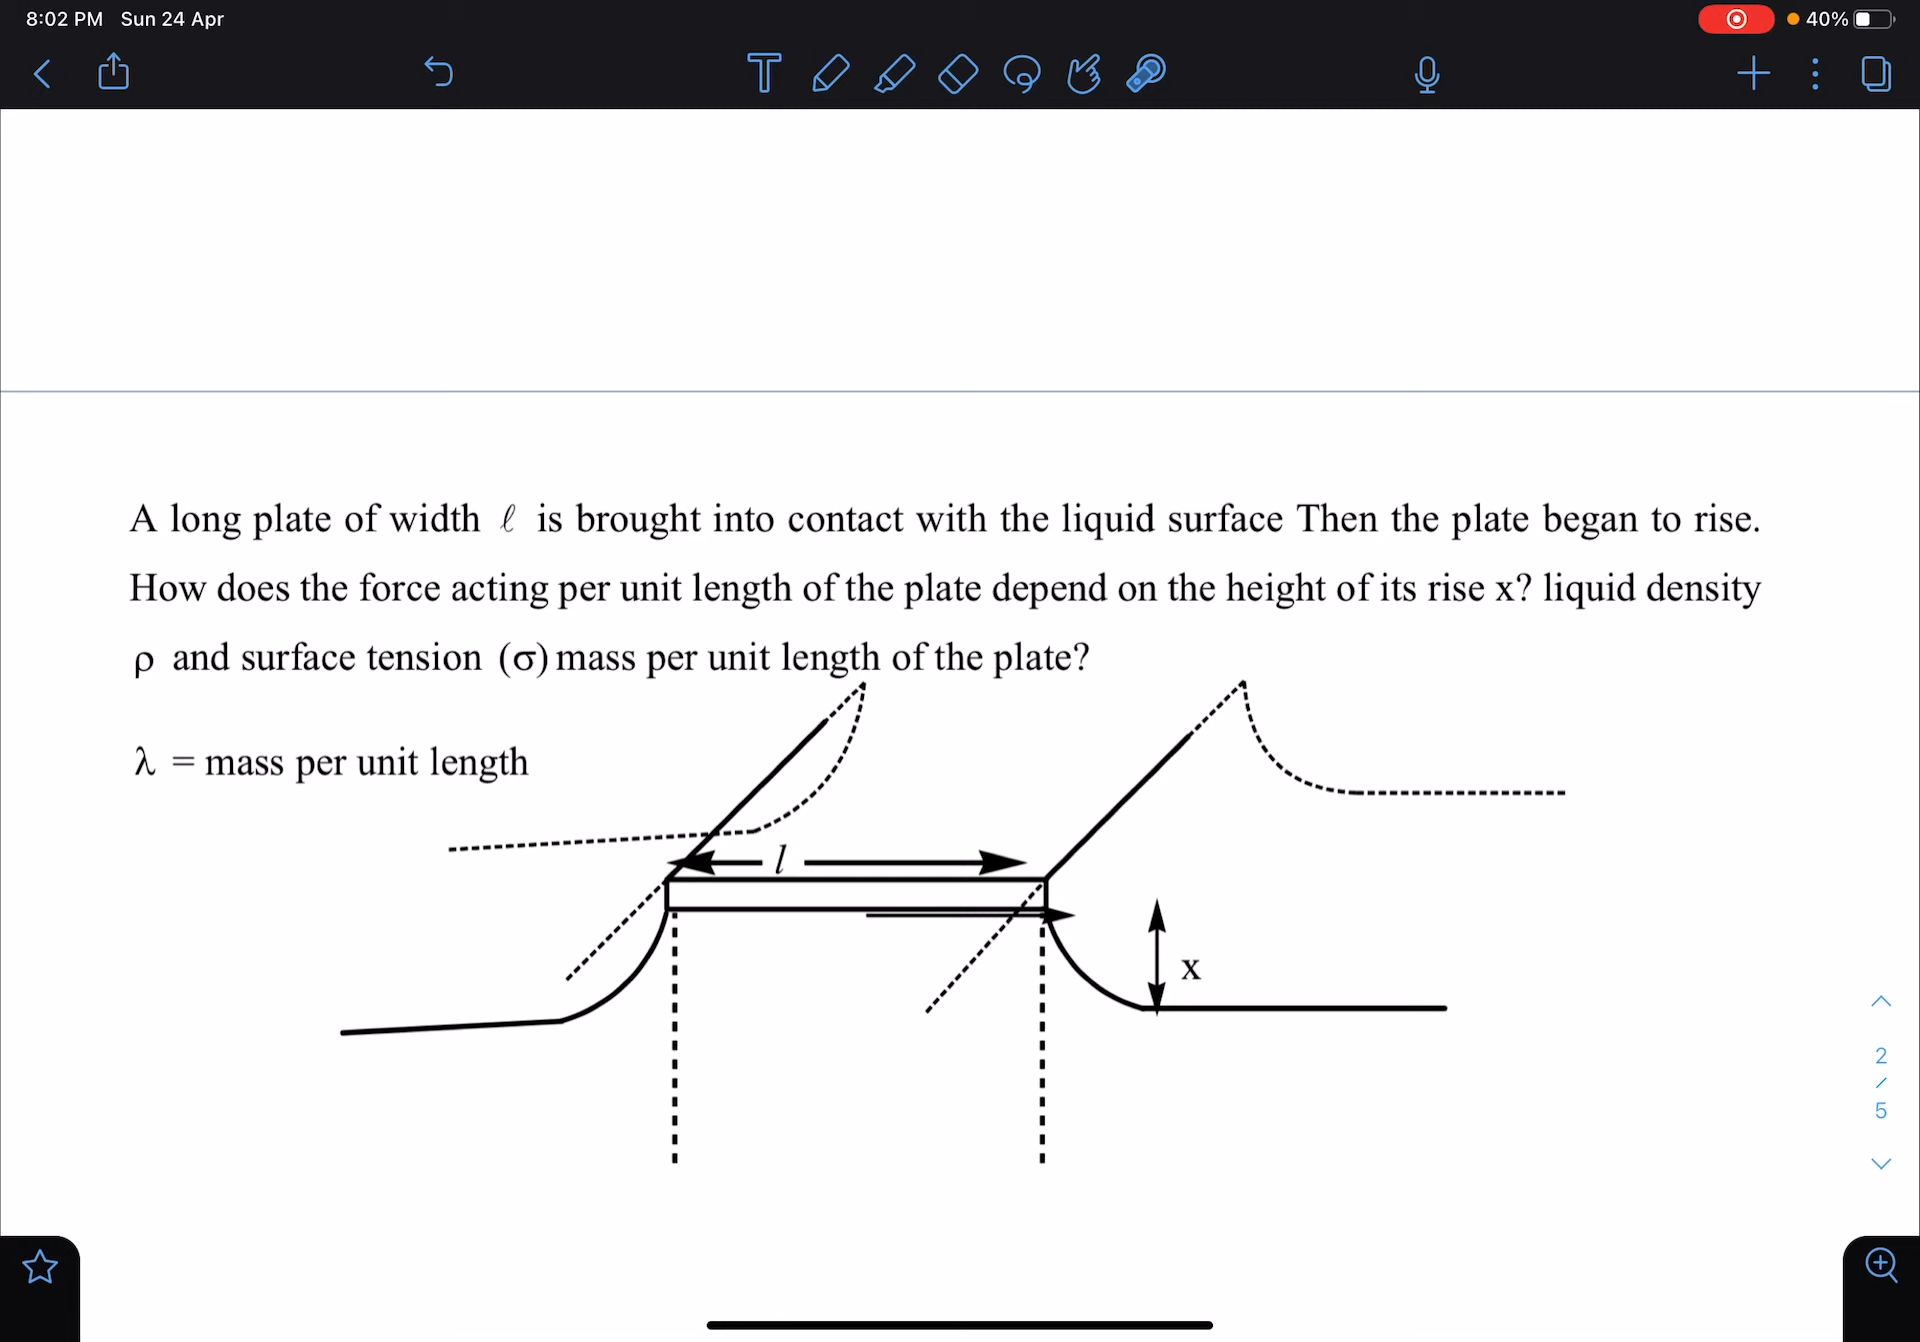 8:02 PM Sun 24 Apr
40%
A long plate of width ℓ is brought into contact with the liquid surface Then the plate began to rise.
How does the force acting per unit length of the plate depend on the height of its rise x? liquid density
ρ and surface tension (σ) mass per unit length of the plate?
λ = mass per unit length
l
x
2
/
5